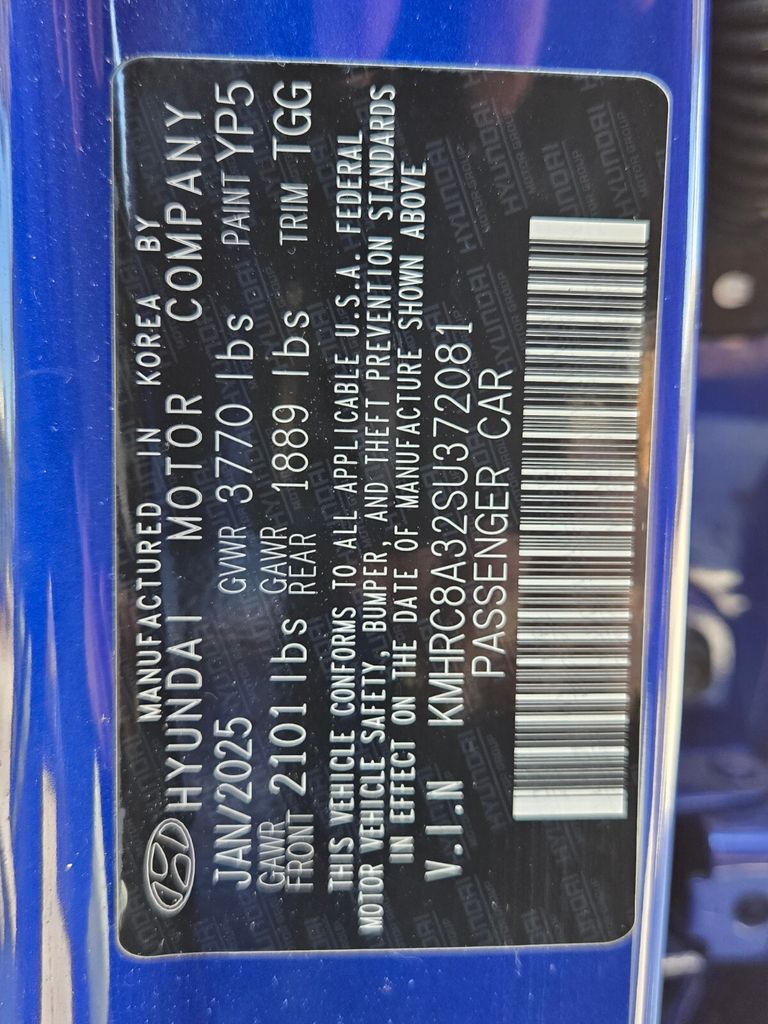 MANUFACTURED IN KOREA BY
HYUNDAI MOTOR COMPANY
JAN/2025 GVWR 3770 lbs PAINT YP5
GAWR FRONT 2101 lbs GAWR REAR 1889 lbs TRIM TGG
THIS VEHICLE CONFORMS TO ALL APPLICABLE U.S.A. FEDERAL
MOTOR VEHICLE SAFETY, BUMPER, AND THEFT PREVENTION STANDARDS
IN EFFECT ON THE DATE OF MANUFACTURE SHOWN ABOVE
V.I.N KMHRC8A32SU372081
PASSENGER CAR